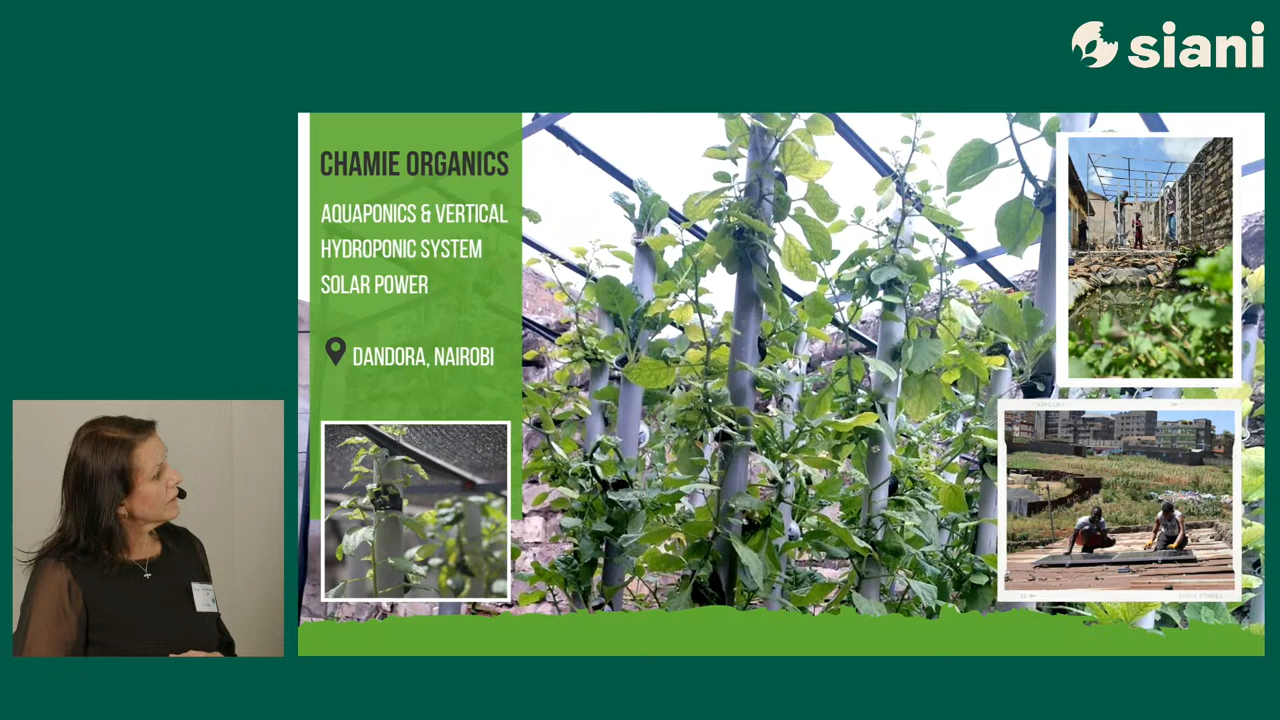 siani
CHAMIE ORGANICS
AQUAPONICS & VERTICAL
HYDROPONIC SYSTEM
SOLAR POWER
DANDORA, NAIROBI